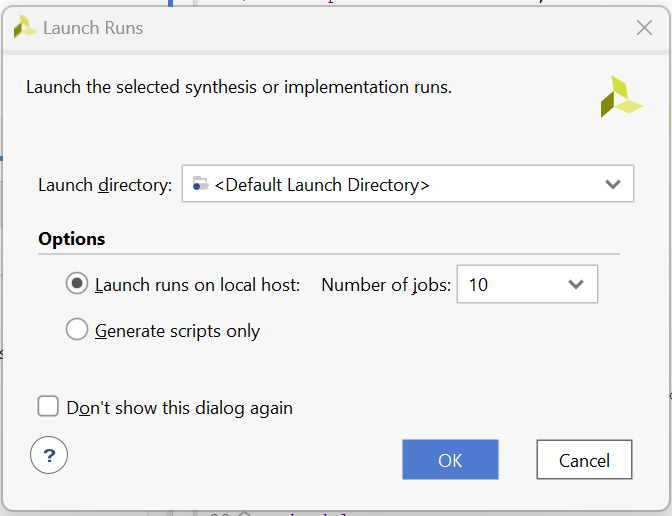 Launch Runs
Launch the selected synthesis or implementation runs.
Launch directory: <Default Launch Directory>
Options
Launch runs on local host: Number of jobs: 10
Generate scripts only
Don't show this dialog again
?
OK Cancel